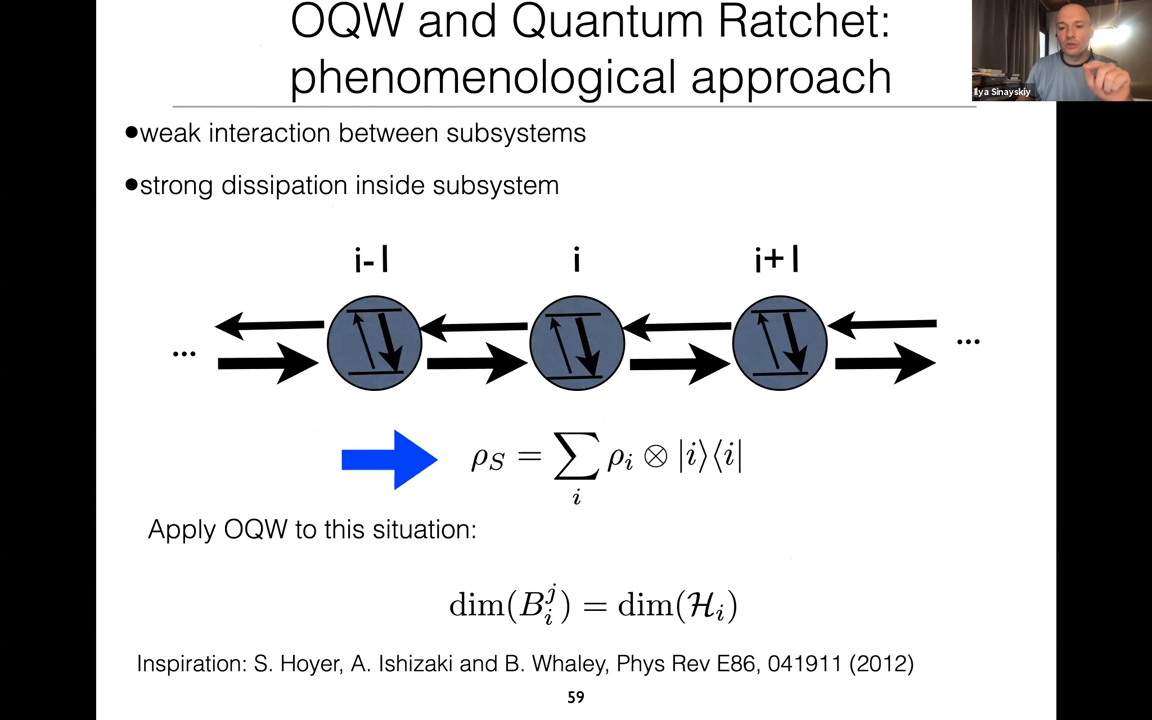 OQW and Quantum Ratchet:
phenomenological approach
Ilya Sinayskiy
•weak interaction between subsystems
•strong dissipation inside subsystem
i-1 i i+1
... ...
ρ_S = ∑_i ρ_i ⊗ |i⟩⟨i|
Apply OQW to this situation:
dim(B_i^j) = dim(ℋ_i)
Inspiration: S. Hoyer, A. Ishizaki and B. Whaley, Phys Rev E86, 041911 (2012)
59